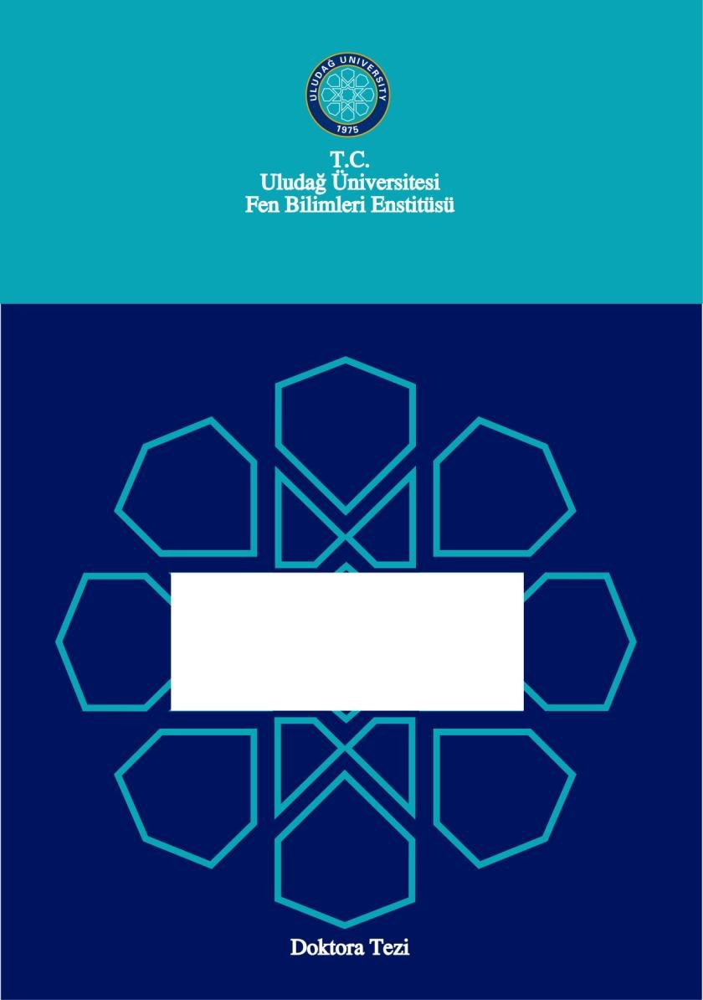 ULUDAĞ UNIVERSITY
1975
T.C.
Uludağ Üniversitesi
Fen Bilimleri Enstitüsü
Doktora Tezi